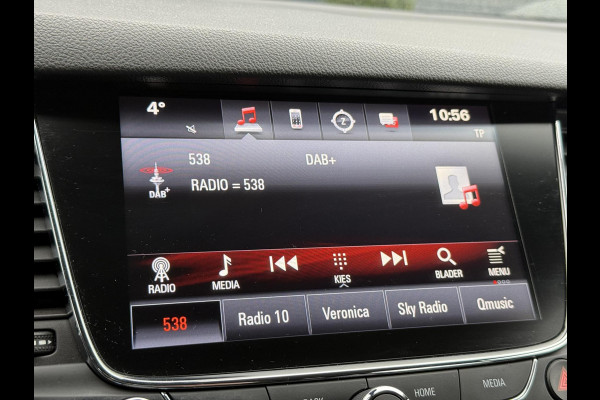 4°
10:56
TP
538 DAB+
DAB+
RADIO = 538
RADIO MEDIA KIES BLADER MENU
538 Radio 10 Veronica Sky Radio Qmusic
BACK HOME MEDIA